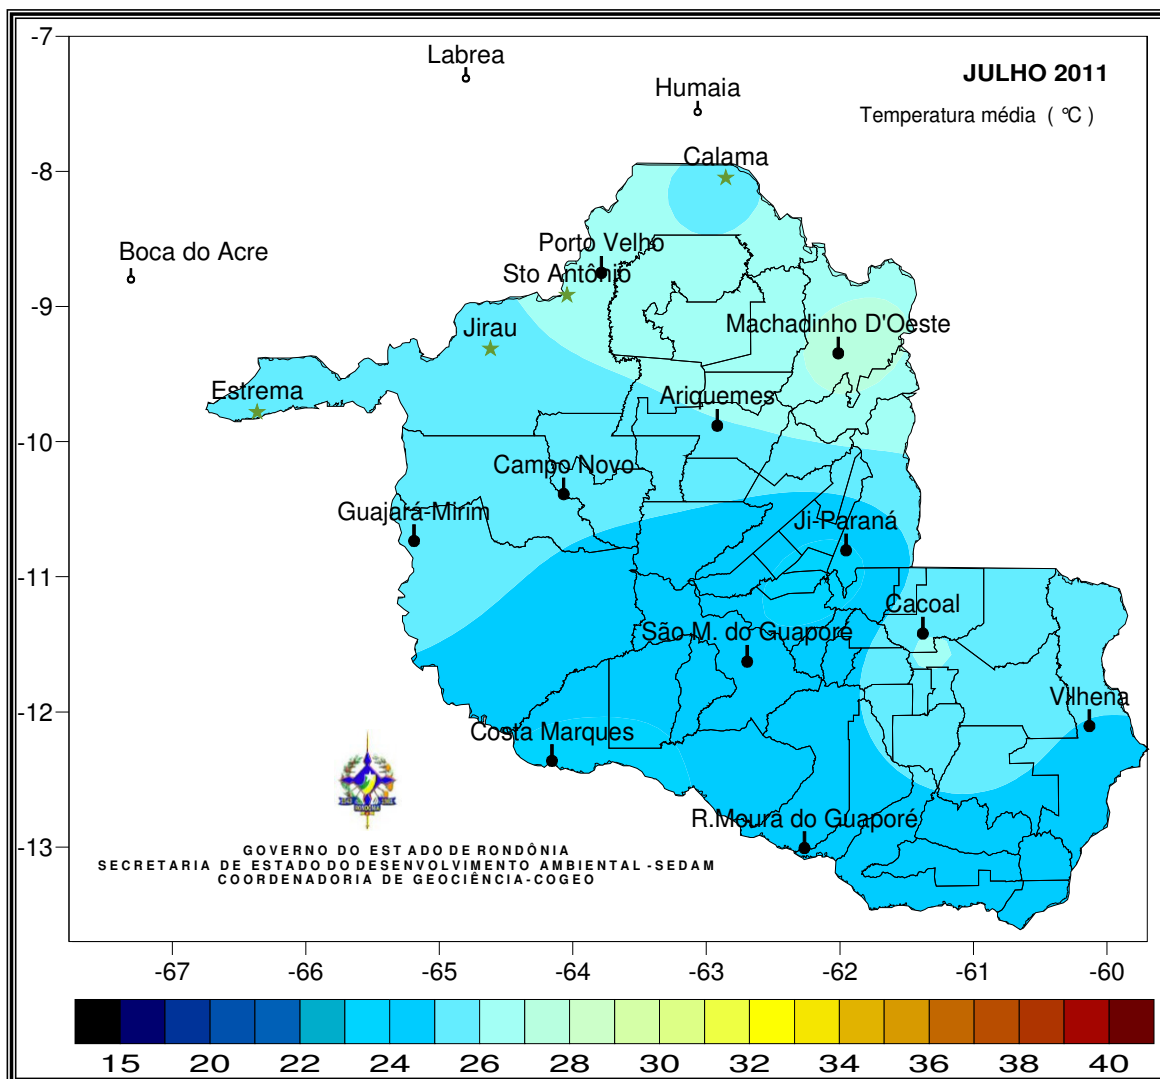 -7
Labrea
JULHO 2011
Humaia
Temperatura média ( °C )
Calama
-8
Boca do Acre
Porto Velho
Sto Antônio
-9
Jirau
Machadinho D'Oeste
Estrema
Ariquemes
-10
Campo Novo
Guajará-Mirim
Ji-Paraná
-11
Cacoal
São M. do Guaporé
Vilhena
-12
Costa Marques
R.Moura do Guaporé
-13
GOVERNO DO ESTADO DE RONDÔNIA
SECRETARIA DE ESTADO DO DESENVOLVIMENTO AMBIENTAL -SEDAM
COORDENADORIA DE GEOCIÊNCIA-COGEO
-67 -66 -65 -64 -63 -62 -61 -60
15 20 22 24 26 28 30 32 34 36 38 40